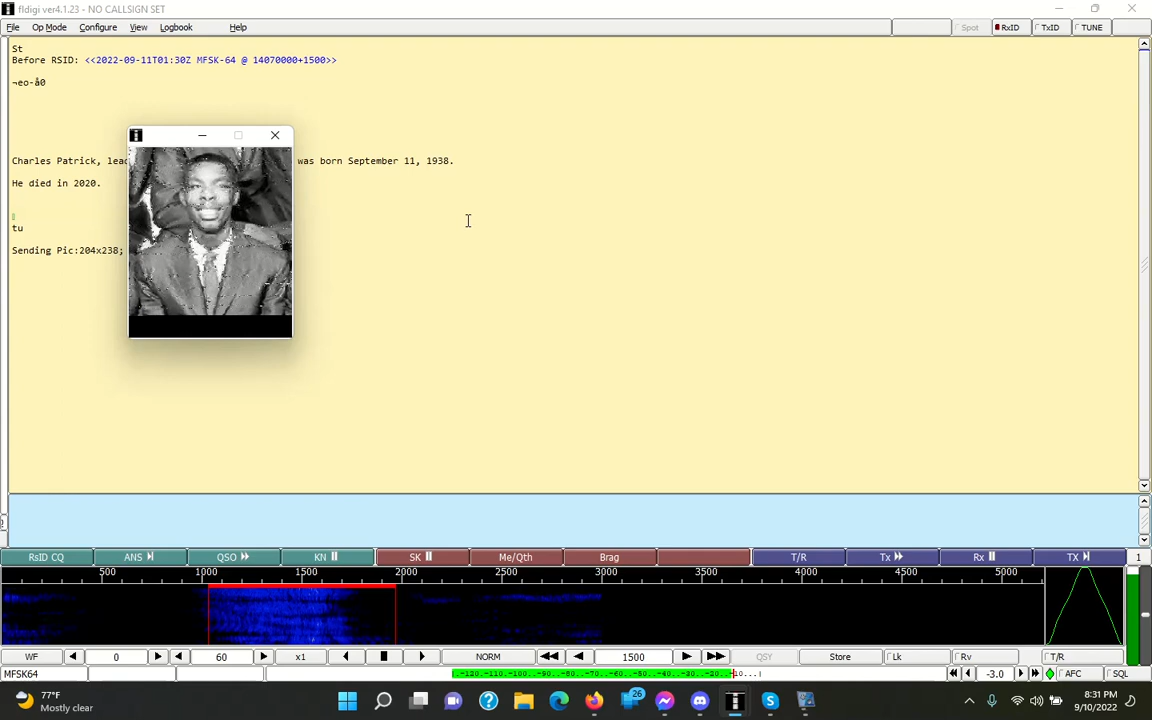 fldigi ver4.1.23 - NO CALLSIGN SET
File Op Mode Configure View Logbook Help
Spot RxID TxID TUNE
St
Before RSID: <<2022-09-11T01:30Z MFSK-64 @ 14070000+1500>>
¬eo-å0
Charles Patrick, lead was born September 11, 1938.
He died in 2020.
tu
Sending Pic:204x238;
RsID CQ ANS QSO KN SK Me/Qth Brag T/R Tx Rx TX 1
500 1000 1500 2000 2500 3000 3500 4000 4500 5000
WF 0 60 x1 NORM 1500 QSY Store Lk Rv T/R
MFSK64 -3.0 AFC SQL
77°F 26 8:31 PM
Mostly clear 9/10/2022